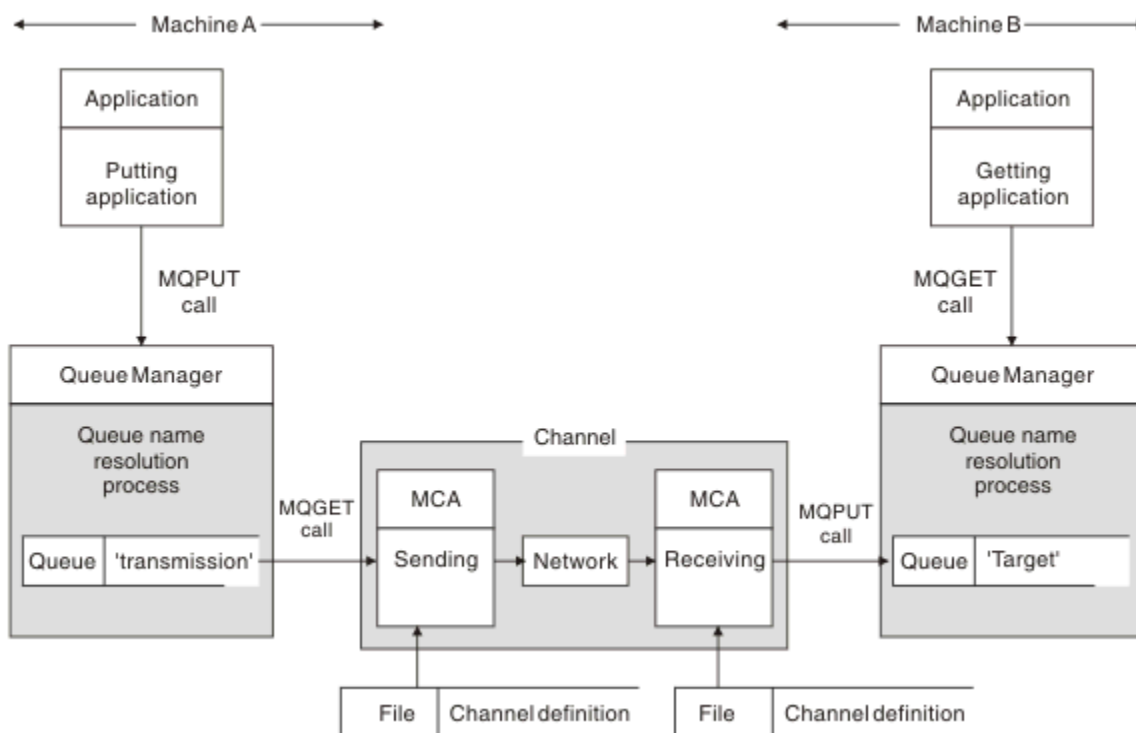 Machine A
Machine B
Application
Putting
application
Application
Getting
application
MQPUT
call
MQGET
call
Queue Manager
Queue name
resolution
process
Queue
'transmission'
MQGET
call
Channel
MCA
Sending
Network
MCA
Receiving
MQPUT
call
Queue Manager
Queue name
resolution
process
Queue
'Target'
File
Channel definition
File
Channel definition